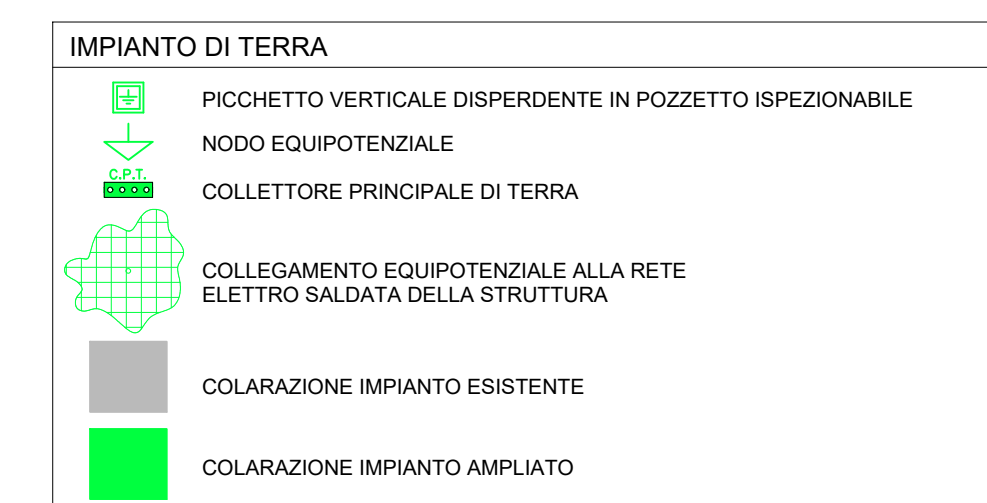 IMPIANTO DI TERRA
PICCHETTO VERTICALE DISPERDENTE IN POZZETTO ISPEZIONABILE
NODO EQUIPOTENZIALE
C.P.T.
COLLETTORE PRINCIPALE DI TERRA
COLLEGAMENTO EQUIPOTENZIALE ALLA RETE
ELETTRO SALDATA DELLA STRUTTURA
COLARAZIONE IMPIANTO ESISTENTE
COLARAZIONE IMPIANTO AMPLIATO